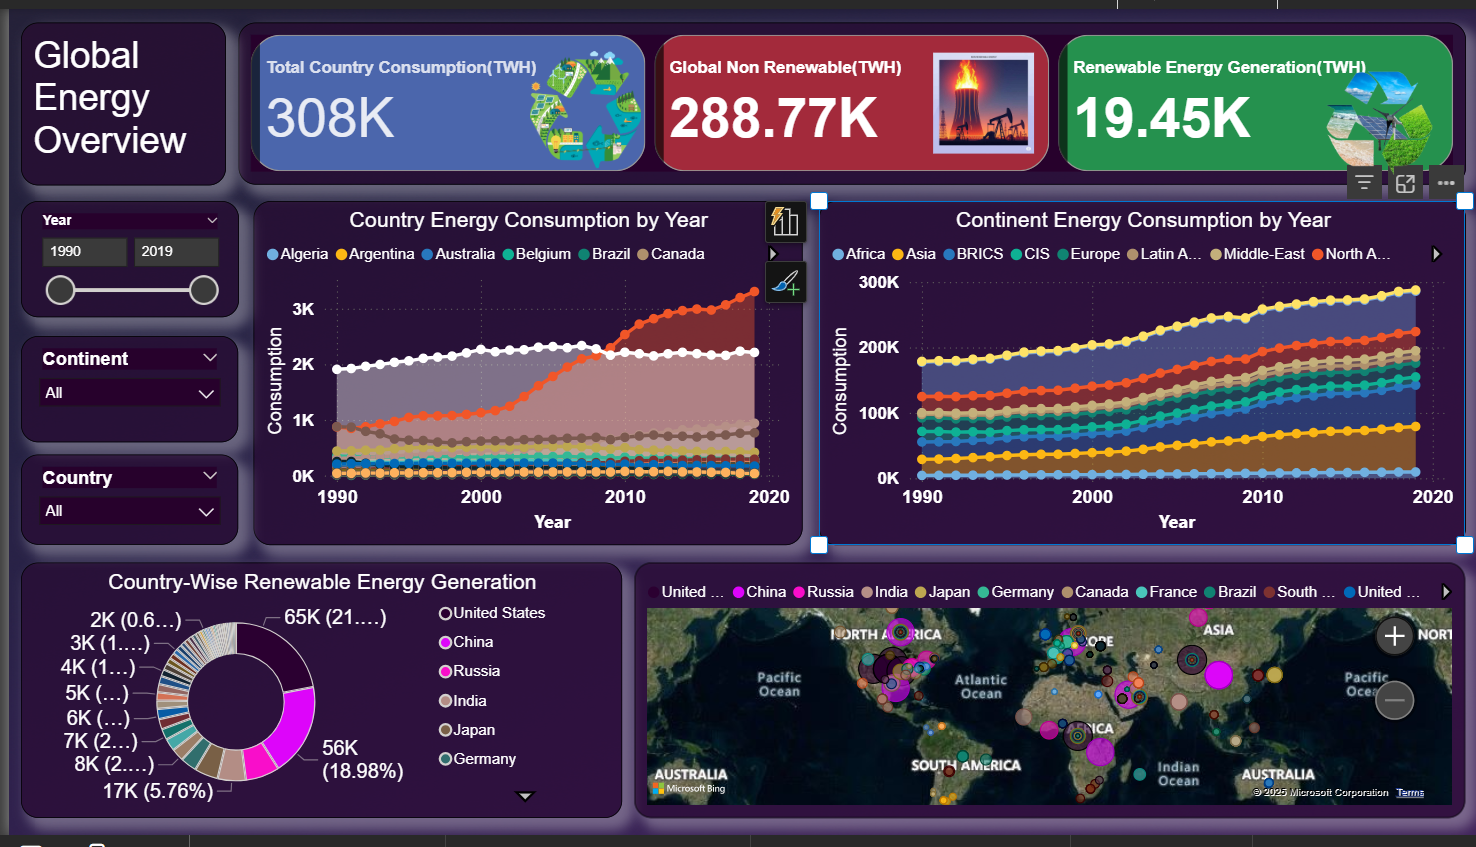 Global
Energy
Overview
Total Country Consumption(TWH)
308K
Global Non Renewable(TWH)
288.77K
Renewable Energy Generation(TWH)
19.45K
Year
1990
2019
Continent
All
Country
All
Country Energy Consumption by Year
Algeria Argentina Australia Belgium Brazil Canada
3K
2K
1K
0K
Consumption
1990 2000 2010 2020
Year
Continent Energy Consumption by Year
Africa Asia BRICS CIS Europe Latin A... Middle-East North A...
300K
200K
100K
0K
Consumption
1990 2000 2010 2020
Year
Country-Wise Renewable Energy Generation
2K (0.6...)
3K (1....)
4K (1...)
5K (...)
6K (...)
7K (2...)
8K (2....)
17K (5.76%)
65K (21....)
56K
(18.98%)
United States
China
Russia
India
Japan
Germany
United ... China Russia India Japan Germany Canada France Brazil South ... United ...
NORTH AMERICA
ASIA
NORT
Pacific
Ocean
Atlantic
Ocean
Pacific
Ocean
SOUTH AMERICA
Indian
Ocean
AUSTRALIA
AUSTRALIA
Microsoft Bing
© 2025 Microsoft Corporation Terms